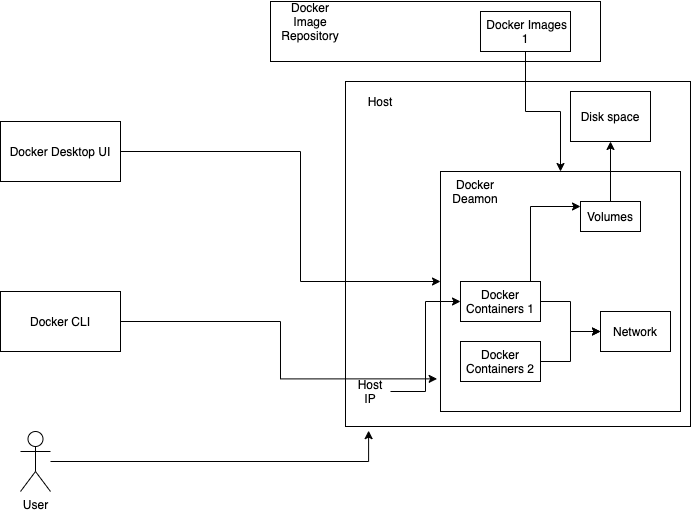 Docker
Image
Repository
Docker Images
1
Host
Disk space
Docker Desktop UI
Docker
Deamon
Volumes
Docker
Containers 1
Docker CLI
Network
Docker
Containers 2
Host
IP
User